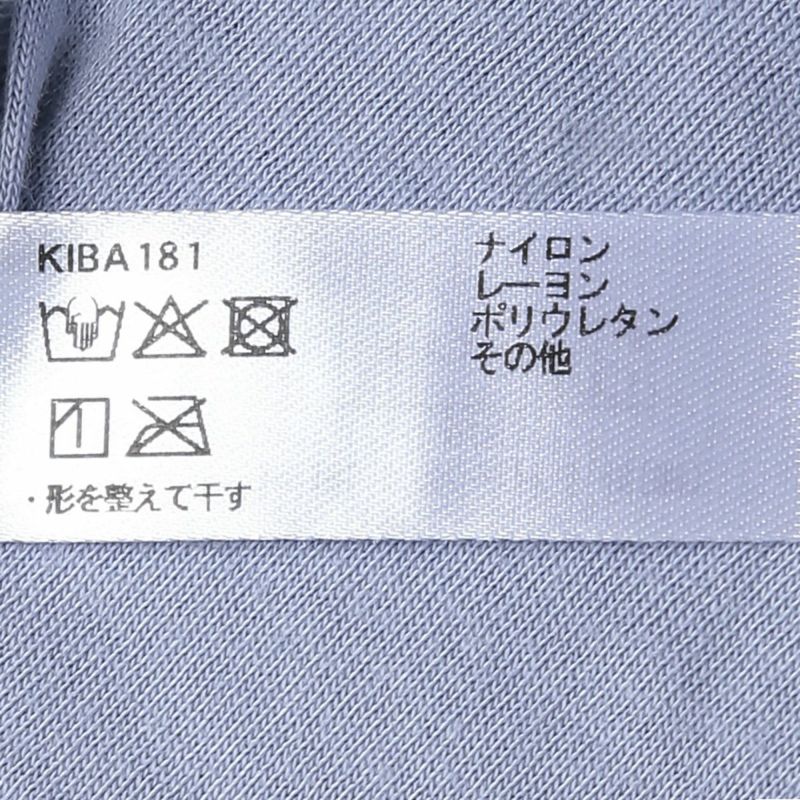 KIBA181
・形を整えて干す
ナイロン
レーヨン
ポリウレタン
その他